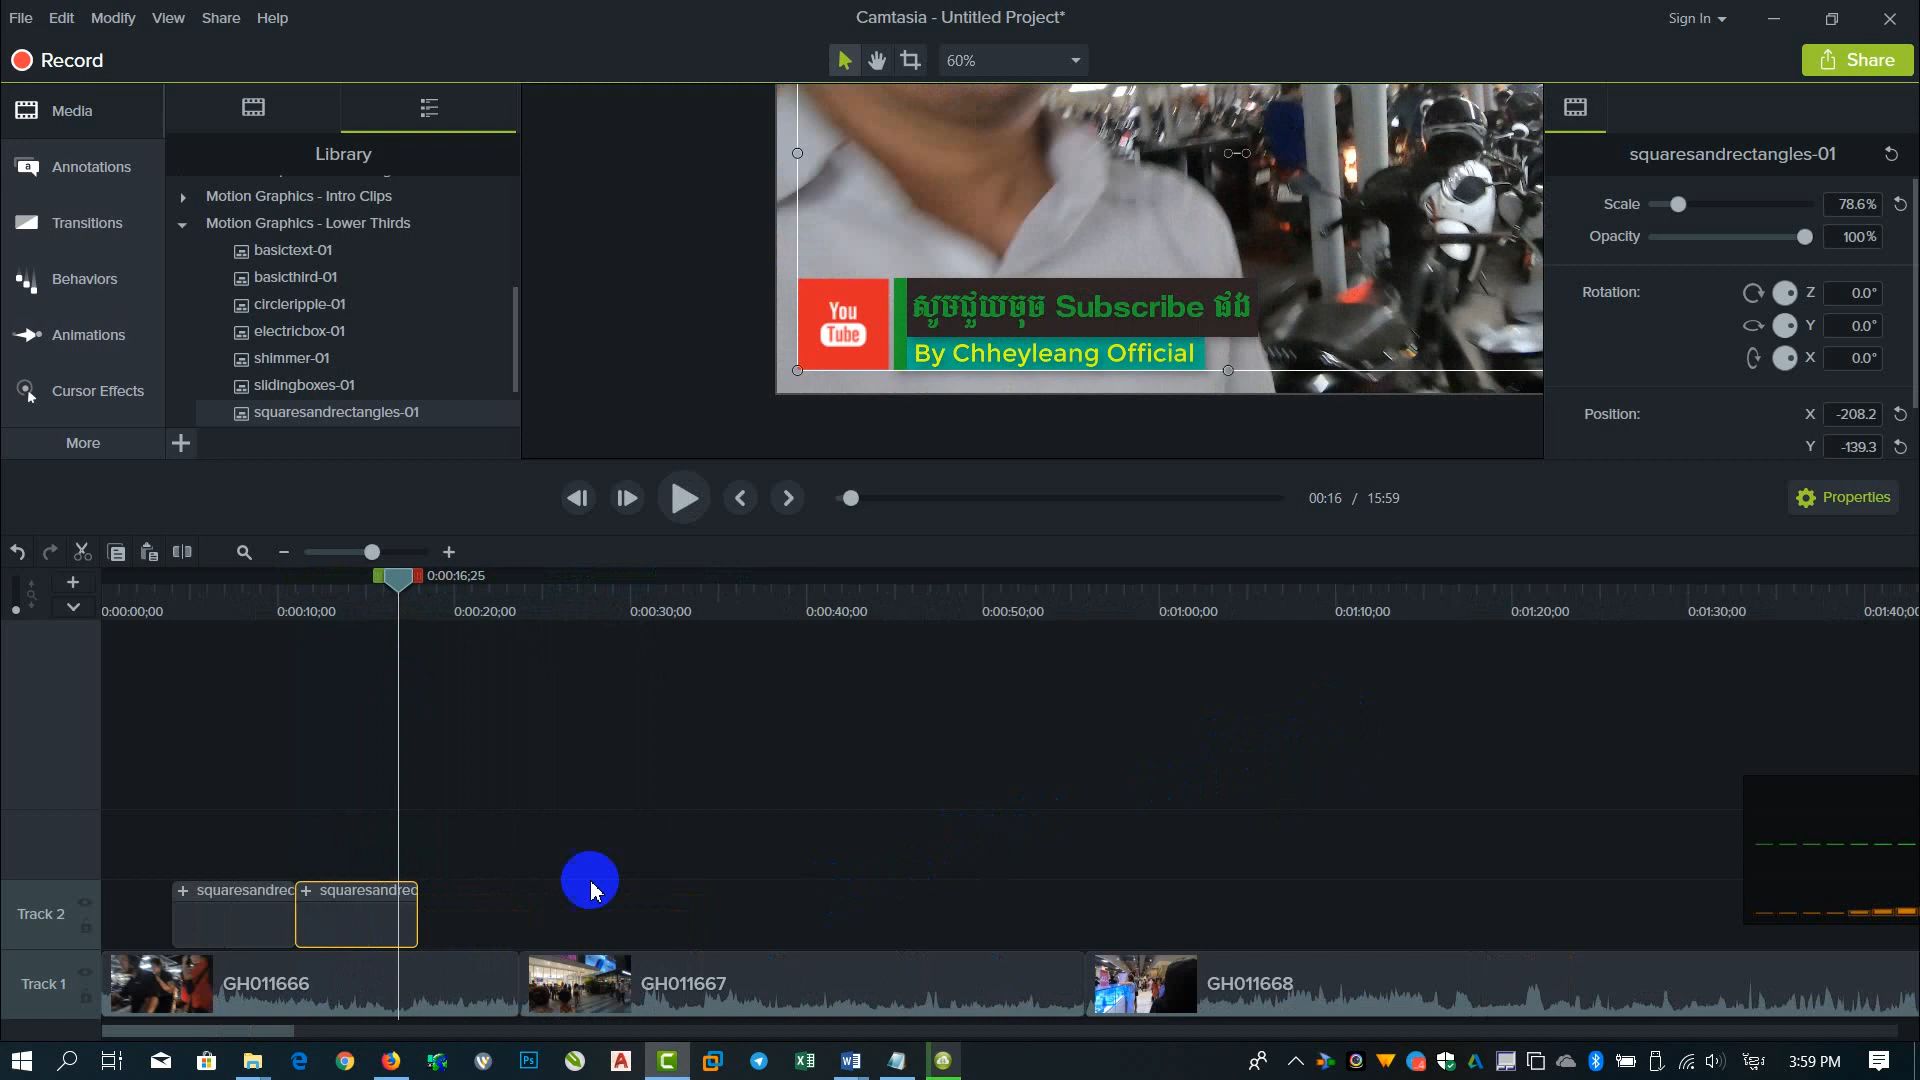 File Edit Modify View Share Help
Camtasia - Untitled Project*
Sign In
Record
60%
Share
Media
Annotations
Transitions
Behaviors
Animations
Cursor Effects
More
Library
Motion Graphics - Intro Clips
Motion Graphics - Lower Thirds
basictext-01
basicthird-01
circleripple-01
electricbox-01
shimmer-01
slidingboxes-01
squaresandrectangles-01
You
Tube
សូមជួយចុច Subscribe ផង
By Chheyleang Official
squaresandrectangles-01
Scale 78.6%
Opacity 100%
Rotation: Z 0.0°
Y 0.0°
X 0.0°
Position: X -208.2
Y -139.3
00:16 / 15:59
Properties
0:00:16;25
0:00:00;00 0:00:10;00 0:00:20;00 0:00:30;00 0:00:40;00 0:00:50;00 0:01:00;00 0:01:10;00 0:01:20;00 0:01:30;00 0:01:40;00
Track 2
squaresandrec squaresandrec
Track 1
GH011666 GH011667 GH011668
3:59 PM